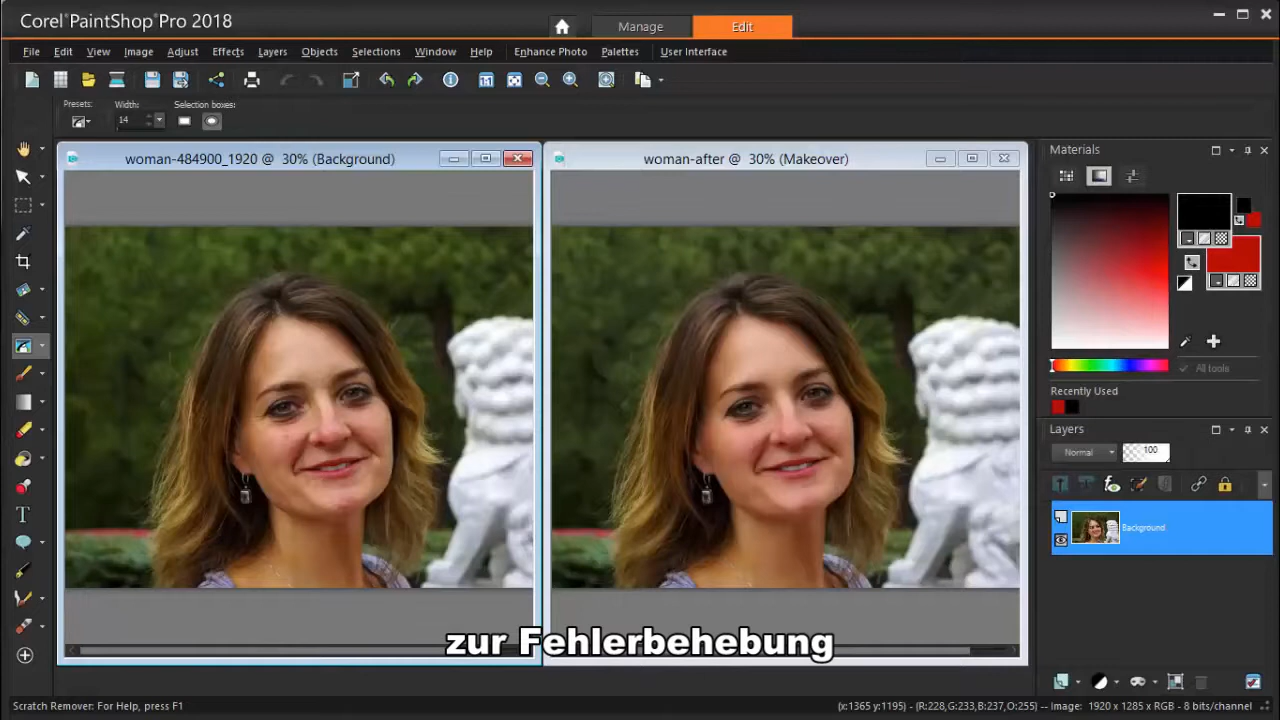 Corel®PaintShop®Pro 2018
Manage
Edit
File Edit View Image Adjust Effects Layers Objects Selections Window Help Enhance Photo Palettes User Interface
Presets: Width: Selection boxes:
14
woman-484900_1920 @ 30% (Background)
woman-after @ 30% (Makeover)
Materials
All tools
Recently Used
Layers
Normal 100
Background
zur Fehlerbehebung
Scratch Remover: For Help, press F1
(x:1365 y:1195) - (R:228,G:233,B:237,O:255) -- Image: 1920 x 1285 x RGB - 8 bits/channel